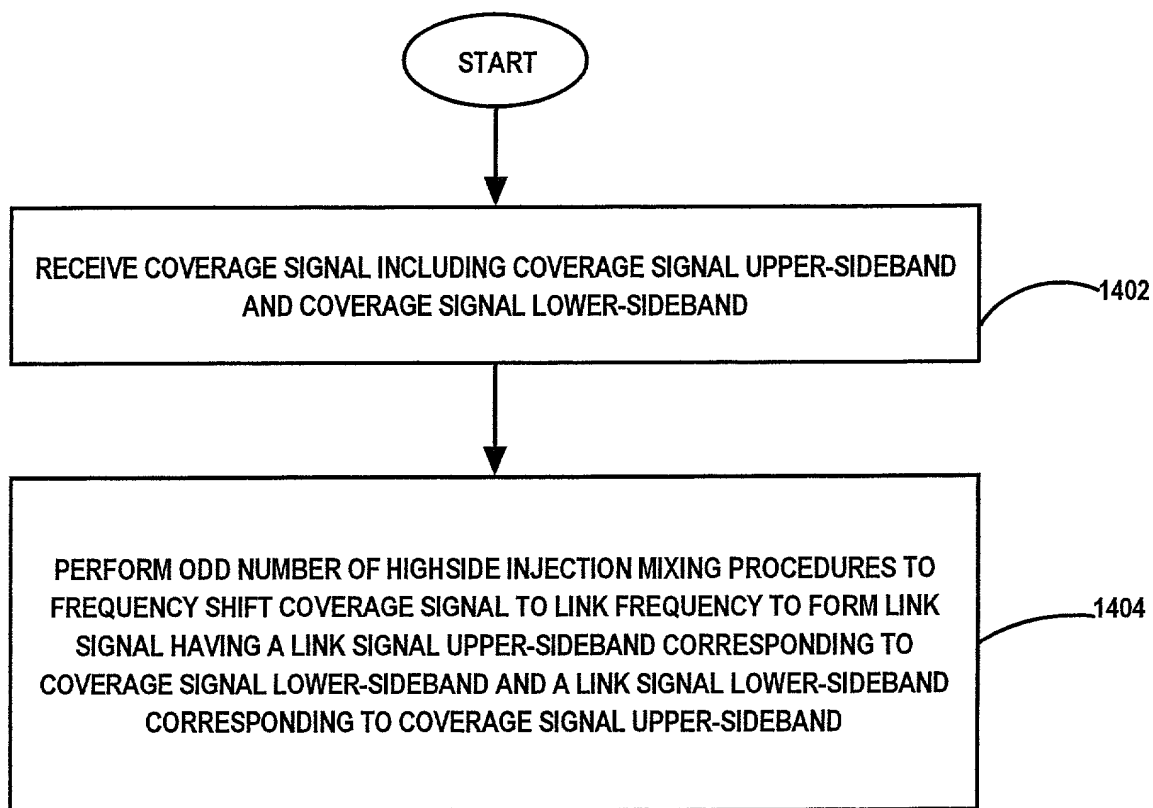 START
RECEIVE COVERAGE SIGNAL INCLUDING COVERAGE SIGNAL UPPER-SIDEBAND
AND COVERAGE SIGNAL LOWER-SIDEBAND
1402
PERFORM ODD NUMBER OF HIGHSIDE INJECTION MIXING PROCEDURES TO
FREQUENCY SHIFT COVERAGE SIGNAL TO LINK FREQUENCY TO FORM LINK
SIGNAL HAVING A LINK SIGNAL UPPER-SIDEBAND CORRESPONDING TO
COVERAGE SIGNAL LOWER-SIDEBAND AND A LINK SIGNAL LOWER-SIDEBAND
CORRESPONDING TO COVERAGE SIGNAL UPPER-SIDEBAND
1404